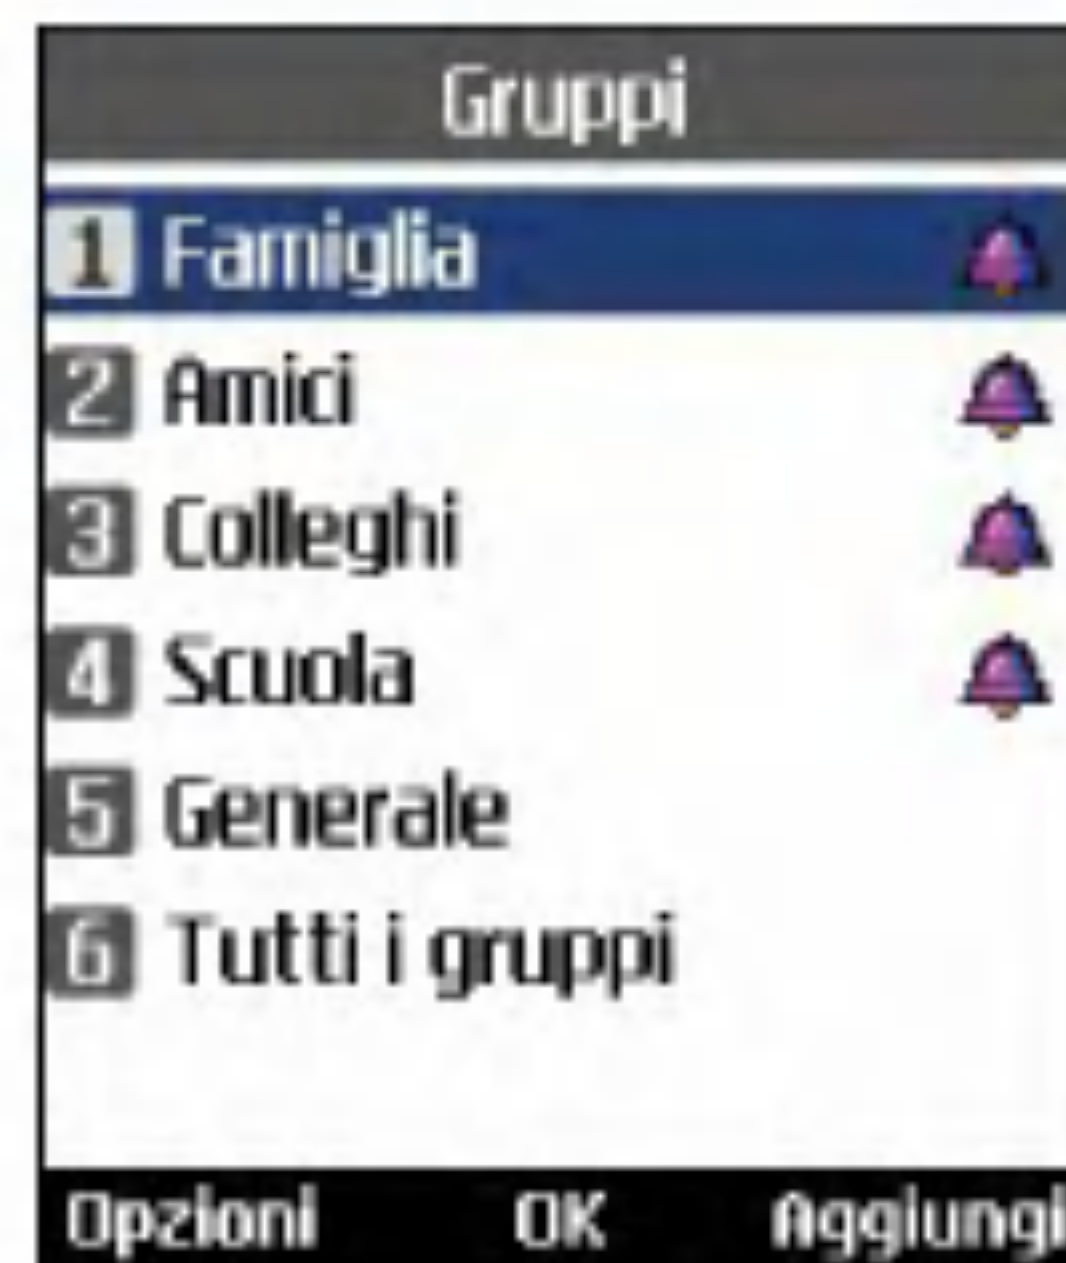 Gruppi
1 Famiglia
2 Amici
3 Colleghi
4 Scuola
5 Generale
6 Tutti i gruppi
Opzioni OK Aggiungi